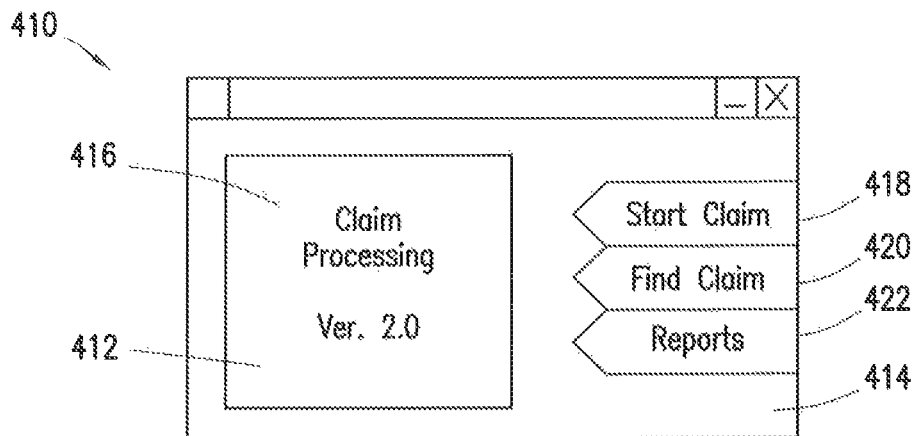 410
416
Claim
Processing
Ver. 2.0
412
Start Claim
418
Find Claim
420
Reports
422
414